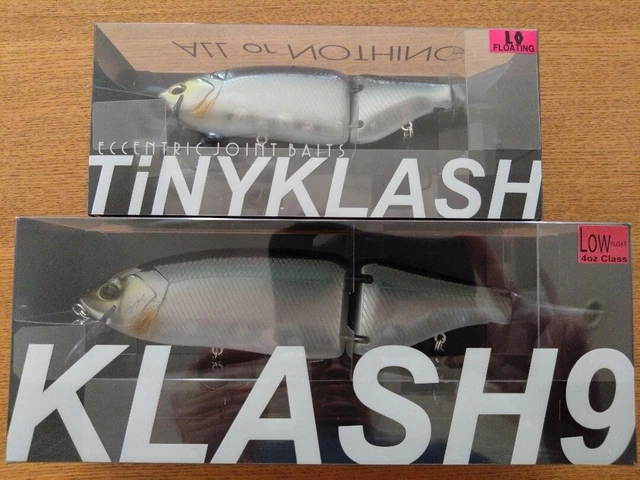 ALL or NOTHING
LO
FLOATING
ECCENTRIC JOINT BAITS
TiNYKLASH
LOW FLOAT
4oz Class
KLASH9